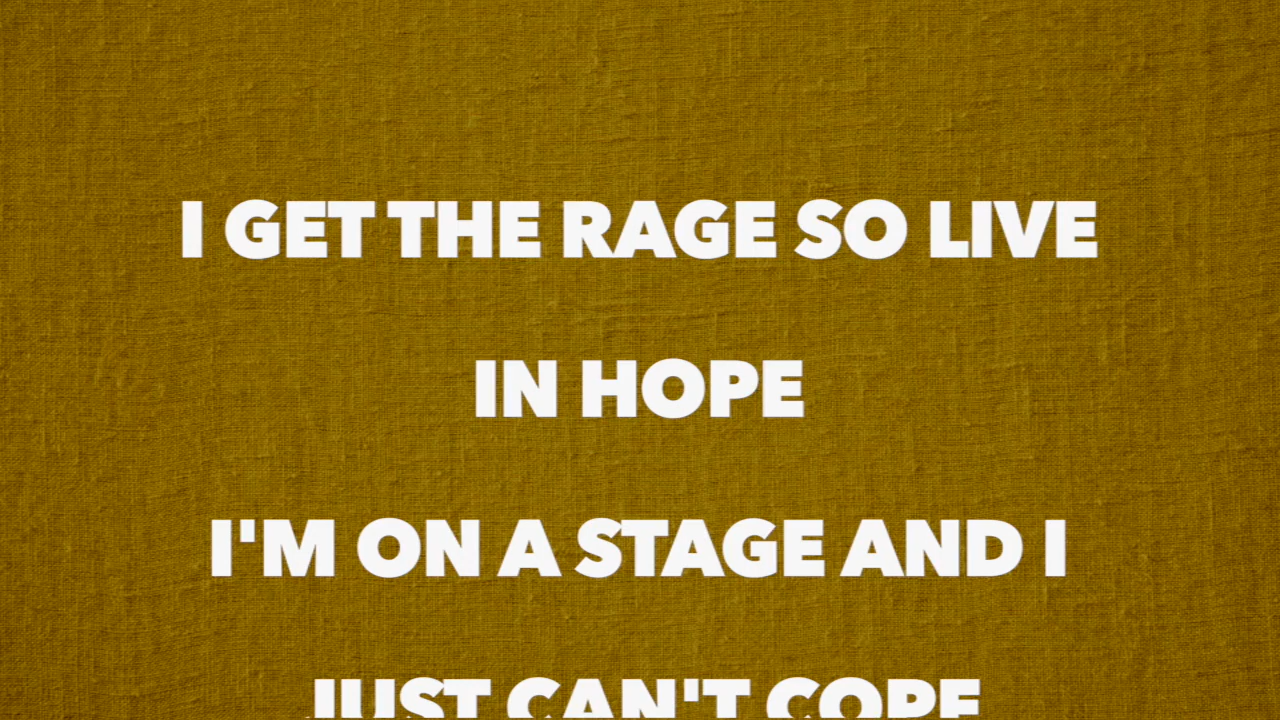 I GET THE RAGE SO LIVE
IN HOPE
I'M ON A STAGE AND I
JUST CAN'T COPE